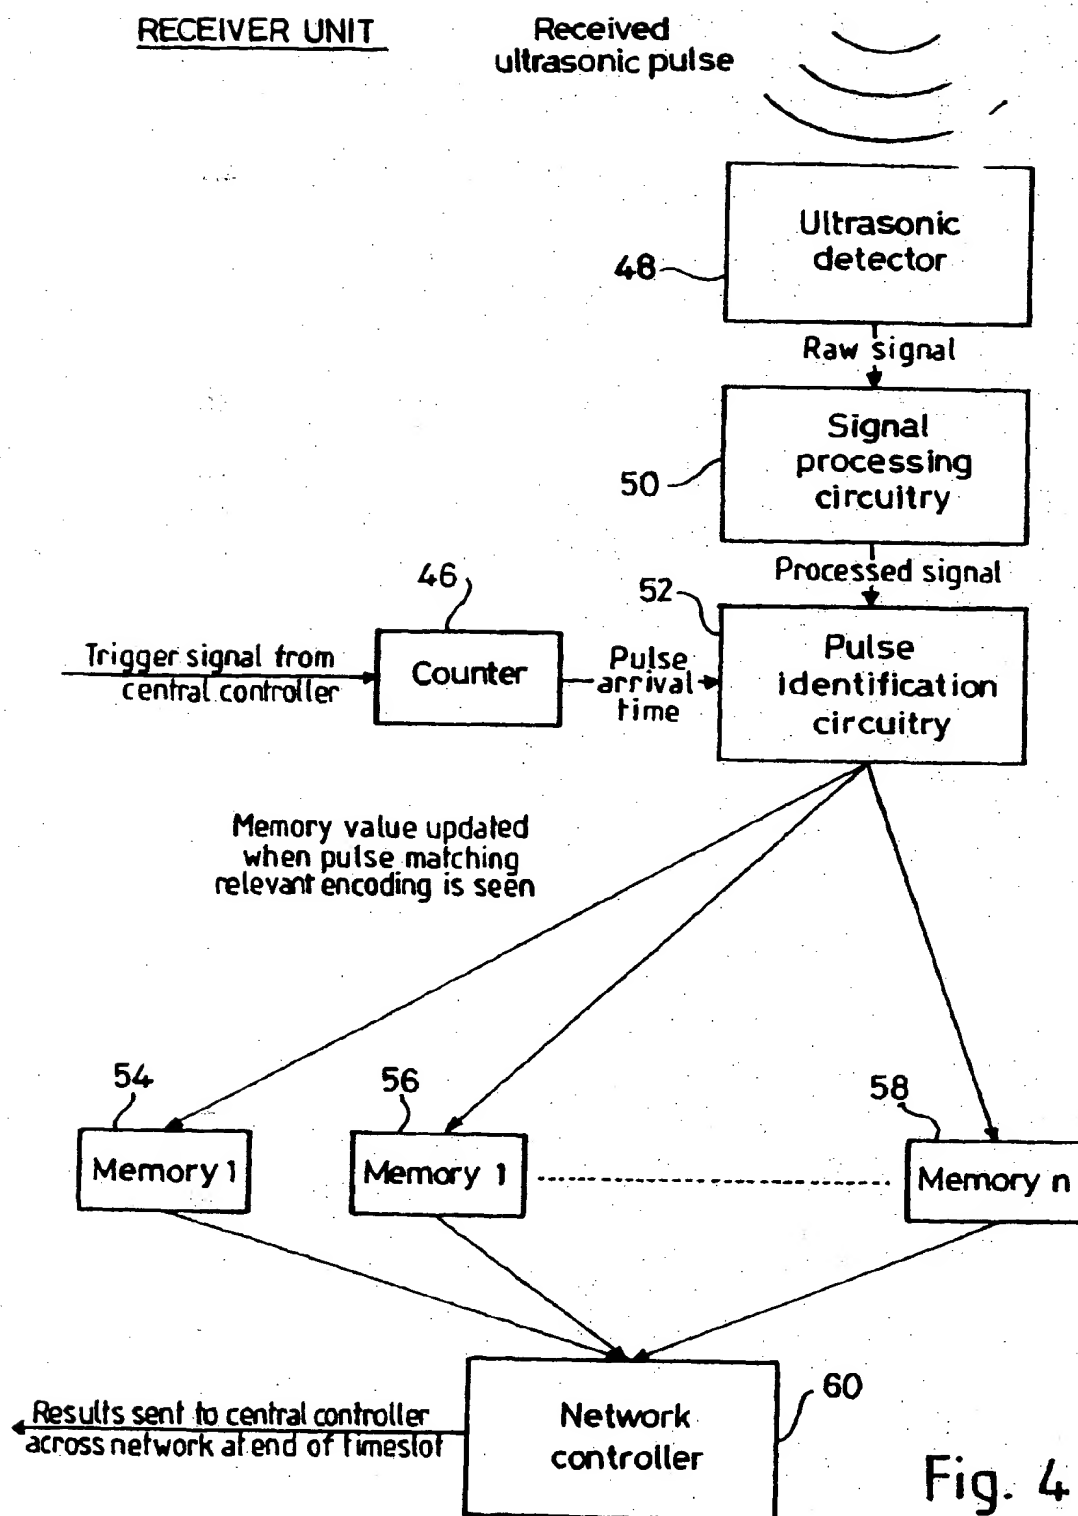 RECEIVER UNIT
Received
ultrasonic pulse
Ultrasonic
detector
48
Raw signal
Signal
processing
circuitry
50
Processed signal
46
52
Trigger signal from
central controller
Counter
Pulse
arrival
time
Pulse
identification
circuitry
Memory value updated
when pulse matching
relevant encoding is seen
54
56
58
Memory 1
Memory 1
Memory n
60
Results sent to central controller
across network at end of timeslot
Network
controller
Fig. 4